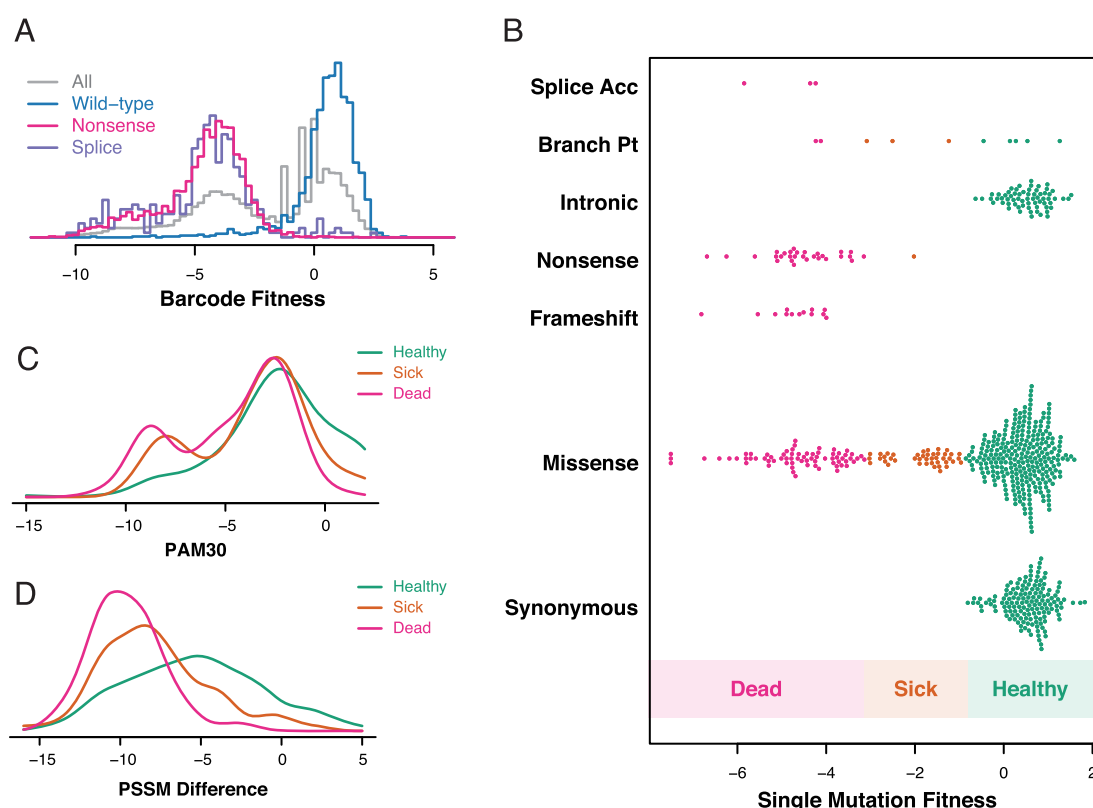 A
All
Wild–type
Nonsense
Splice
−10 −5 0 5
Barcode Fitness
B
Splice Acc
Branch Pt
Intronic
Nonsense
Frameshift
Missense
Synonymous
Dead Sick Healthy
−6 −4 −2 0 2
Single Mutation Fitness
C
Healthy
Sick
Dead
−15 −10 −5 0
PAM30
D
Healthy
Sick
Dead
−15 −10 −5 0 5
PSSM Difference